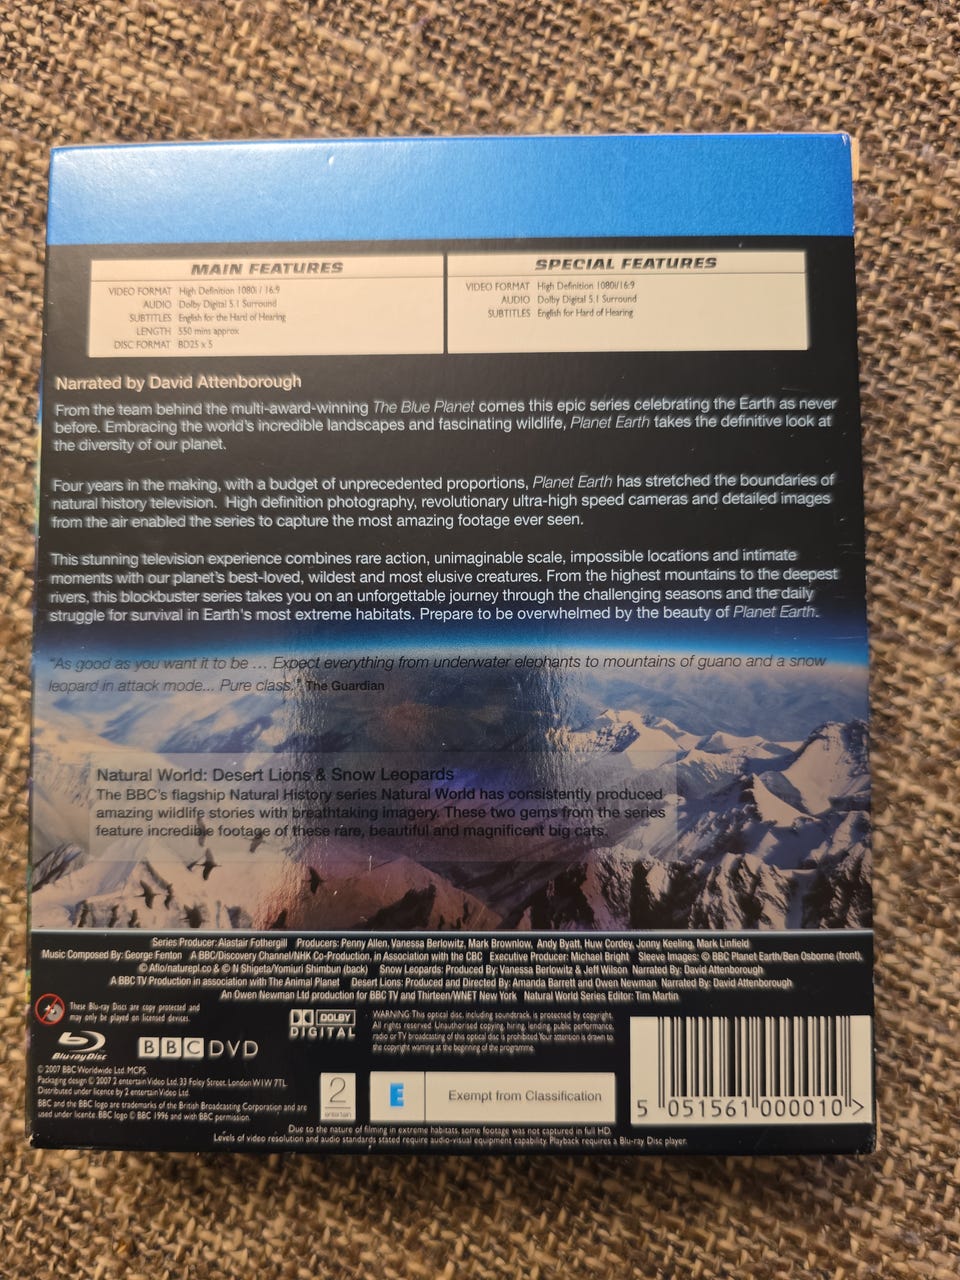 MAIN FEATURES
VIDEO FORMAT High Definition 1080i / 16:9
AUDIO Dolby Digital 5.1 Surround
SUBTITLES English for the Hard of Hearing
LENGTH 550 mins approx
DISC FORMAT BD25 x 5
SPECIAL FEATURES
VIDEO FORMAT High Definition 1080i/16:9
AUDIO Dolby Digital 5.1 Surround
SUBTITLES English for Hard of Hearing
Narrated by David Attenborough
From the team behind the multi-award-winning The Blue Planet comes this epic series celebrating the Earth as never
before. Embracing the world's incredible landscapes and fascinating wildlife, Planet Earth takes the definitive look at
the diversity of our planet.
Four years in the making, with a budget of unprecedented proportions, Planet Earth has stretched the boundaries of
natural history television. High definition photography, revolutionary ultra-high speed cameras and detailed images
from the air enabled the series to capture the most amazing footage ever seen.
This stunning television experience combines rare action, unimaginable scale, impossible locations and intimate
moments with our planet's best-loved, wildest and most elusive creatures. From the highest mountains to the deepest
rivers, this blockbuster series takes you on an unforgettable journey through the challenging seasons and the daily
struggle for survival in Earth's most extreme habitats. Prepare to be overwhelmed by the beauty of Planet Earth.
"As good as you want it to be ... Expect everything from underwater elephants to mountains of guano and a snow
leopard in attack mode... Pure class." The Guardian
Natural World: Desert Lions & Snow Leopards
The BBC's flagship Natural History series Natural World has consistently produced
amazing wildlife stories with breathtaking imagery. These two gems from the series
feature incredible footage of these rare, beautiful and magnificent big cats.
Series Producer: Alastair Fothergill Producers: Penny Allen, Vanessa Berlowitz, Mark Brownlow, Andy Byatt, Huw Cordey, Jonny Keeling, Mark Linfield
Music Composed By: George Fenton A BBC/Discovery Channel/NHK Co-Production, in Association with the CBC Executive Producer: Michael Bright Sleeve Images: © BBC Planet Earth/Ben Osborne (front),
© Aflo/naturepl.co & © N Shigeta/Yomiuri Shimbun (back) Snow Leopards: Produced By: Vanessa Berlowitz & Jeff Wilson Narrated By: David Attenborough
A BBC TV Production in association with The Animal Planet Desert Lions: Produced and Directed By: Amanda Barrett and Owen Newman Narrated By: David Attenborough
An Owen Newman Ltd production for BBC TV and Thirteen/WNET New York Natural World Series Editor: Tim Martin
These Blu-ray Discs are copy protected and
may only be played on licensed devices.
Blu-ray Disc
BBC DVD
DOLBY
DIGITAL
WARNING This optical disc, including soundtrack, is protected by copyright.
All rights reserved. Unauthorised copying, hiring, lending, public performance,
radio or TV broadcasting of this optical disc is prohibited. Your attention is drawn to
the copyright warning at the beginning of the programme.
© 2007 BBC Worldwide Ltd. MCPS.
Packaging design © 2007 2 entertain Video Ltd, 33 Foley Street, London W1W 7TL
Distributed under licence by 2 entertain Video Ltd.
BBC and the BBC logo are trademarks of the British Broadcasting Corporation and are
used under licence. BBC logo © BBC 1996 and with BBC permission.
2
entertain
E
Exempt from Classification
5 051561 000010 >
Due to the nature of filming in extreme habitats, some footage was not captured in full HD.
Levels of video resolution and audio standards stated require audio-visual equipment capability. Playback requires a Blu-ray Disc player.